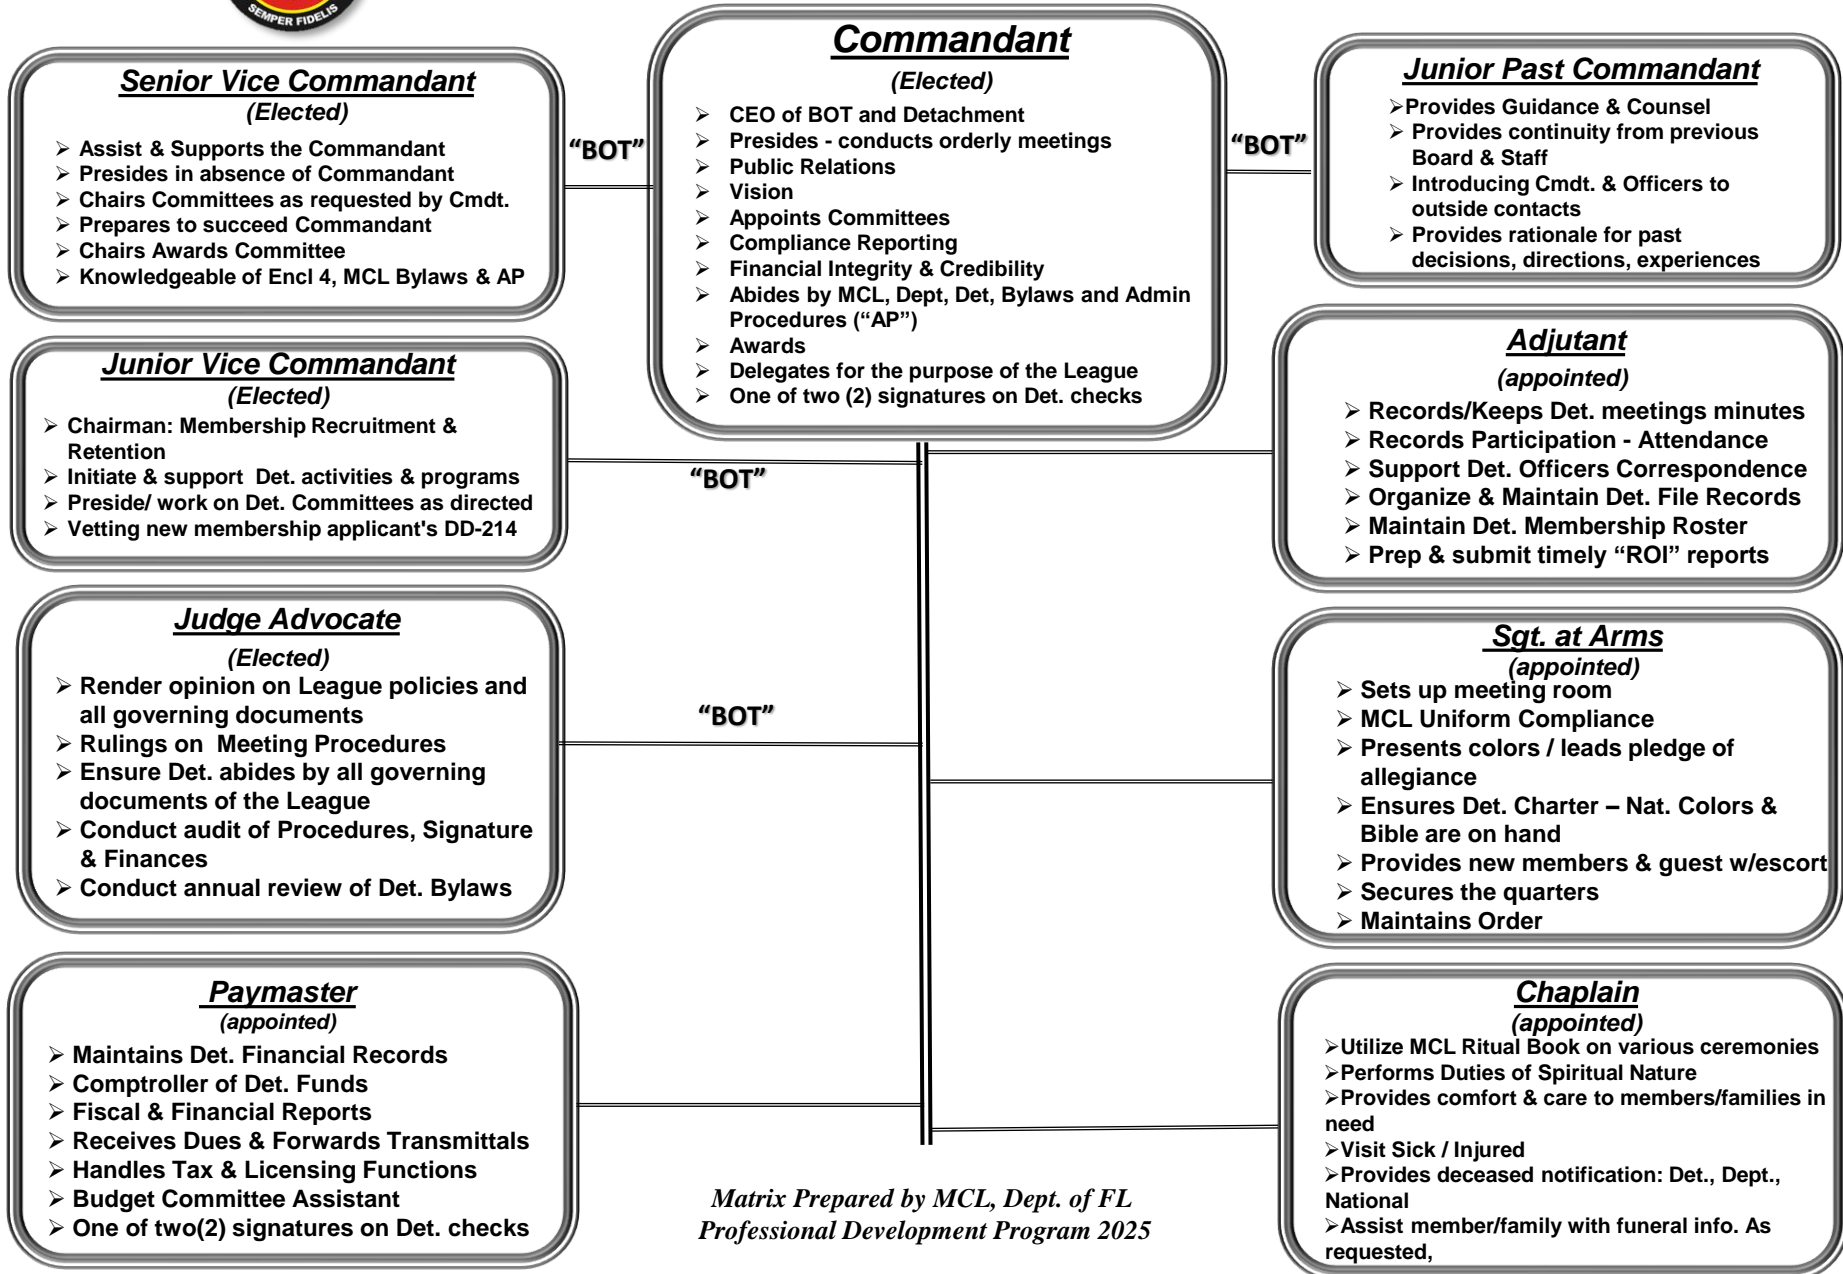 SEMPER FIDELIS
Senior Vice Commandant
(Elected)
➢ Assist & Supports the Commandant
➢ Presides in absence of Commandant
➢ Chairs Committees as requested by Cmdt.
➢ Prepares to succeed Commandant
➢ Chairs Awards Committee
➢ Knowledgeable of Encl 4, MCL Bylaws & AP
“BOT”
Commandant
(Elected)
➢ CEO of BOT and Detachment
➢ Presides - conducts orderly meetings
➢ Public Relations
➢ Vision
➢ Appoints Committees
➢ Compliance Reporting
➢ Financial Integrity & Credibility
➢ Abides by MCL, Dept, Det, Bylaws and Admin
Procedures (“AP”)
➢ Awards
➢ Delegates for the purpose of the League
➢ One of two (2) signatures on Det. checks
“BOT”
Junior Past Commandant
➢Provides Guidance & Counsel
➢ Provides continuity from previous
Board & Staff
➢ Introducing Cmdt. & Officers to
outside contacts
➢ Provides rationale for past
decisions, directions, experiences
Junior Vice Commandant
(Elected)
➢ Chairman: Membership Recruitment &
Retention
➢ Initiate & support Det. activities & programs
➢ Preside/ work on Det. Committees as directed
➢ Vetting new membership applicant's DD-214
“BOT”
Adjutant
(appointed)
➢ Records/Keeps Det. meetings minutes
➢ Records Participation - Attendance
➢ Support Det. Officers Correspondence
➢ Organize & Maintain Det. File Records
➢ Maintain Det. Membership Roster
➢ Prep & submit timely “ROI” reports
Judge Advocate
(Elected)
➢ Render opinion on League policies and
all governing documents
➢ Rulings on Meeting Procedures
➢ Ensure Det. abides by all governing
documents of the League
➢ Conduct audit of Procedures, Signature
& Finances
➢ Conduct annual review of Det. Bylaws
“BOT”
Sgt. at Arms
(appointed)
➢ Sets up meeting room
➢ MCL Uniform Compliance
➢ Presents colors / leads pledge of
allegiance
➢ Ensures Det. Charter – Nat. Colors &
Bible are on hand
➢ Provides new members & guest w/escort
➢ Secures the quarters
➢ Maintains Order
Paymaster
(appointed)
➢ Maintains Det. Financial Records
➢ Comptroller of Det. Funds
➢ Fiscal & Financial Reports
➢ Receives Dues & Forwards Transmittals
➢ Handles Tax & Licensing Functions
➢ Budget Committee Assistant
➢ One of two(2) signatures on Det. checks
Matrix Prepared by MCL, Dept. of FL
Professional Development Program 2025
Chaplain
(appointed)
➢Utilize MCL Ritual Book on various ceremonies
➢Performs Duties of Spiritual Nature
➢Provides comfort & care to members/families in
need
➢Visit Sick / Injured
➢Provides deceased notification: Det., Dept.,
National
➢Assist member/family with funeral info. As
requested,